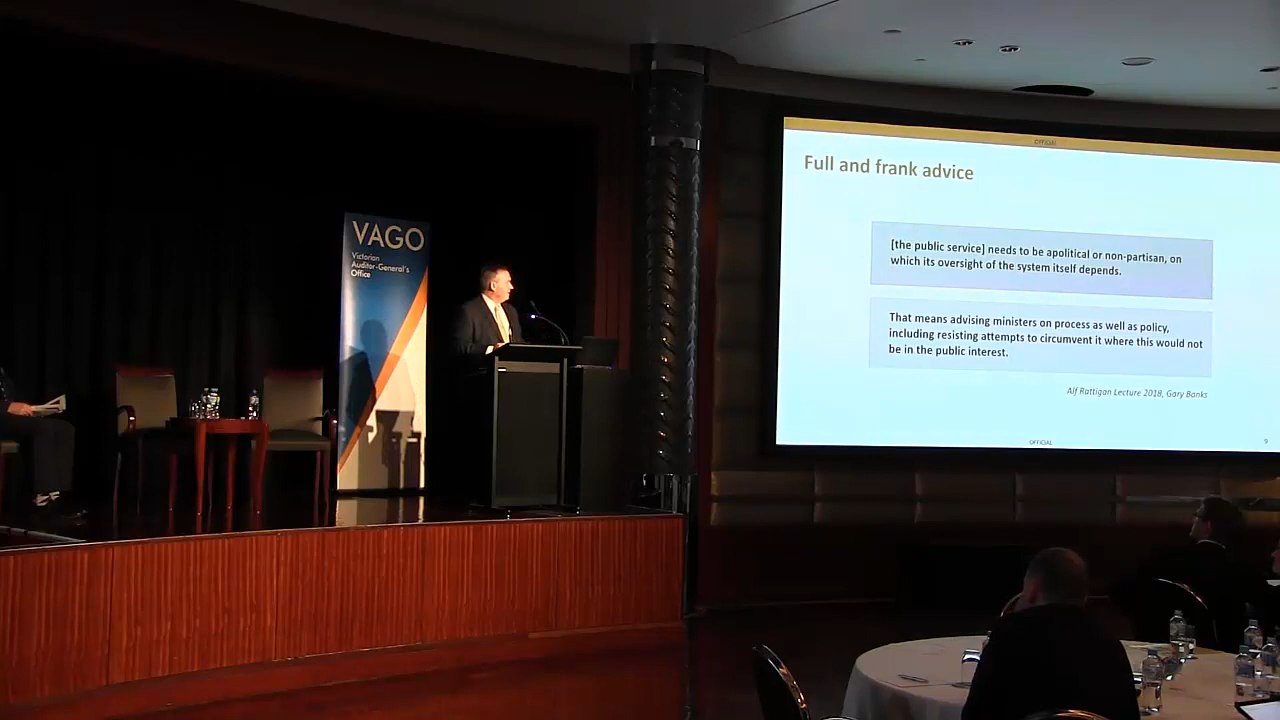 VAGO
Victorian
Auditor-General's
Office
OFFICIAL
Full and frank advice
[the public service] needs to be apolitical or non-partisan, on
which its oversight of the system itself depends.
That means advising ministers on process as well as policy,
including resisting attempts to circumvent it where this would not
be in the public interest.
Alf Rattigan Lecture 2018, Gary Banks
OFFICIAL
9